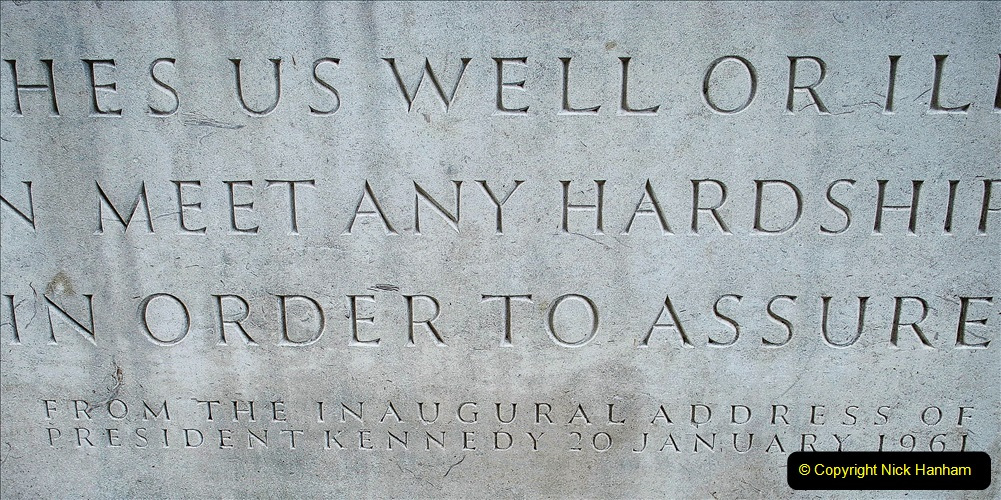 HES US WELL OR ILL
N MEET ANY HARDSHIP
IN ORDER TO ASSURE
FROM THE INAUGURAL ADDRESS OF
PRESIDENT KENNEDY 20 JANUARY 1961
© Copyright Nick Hanham